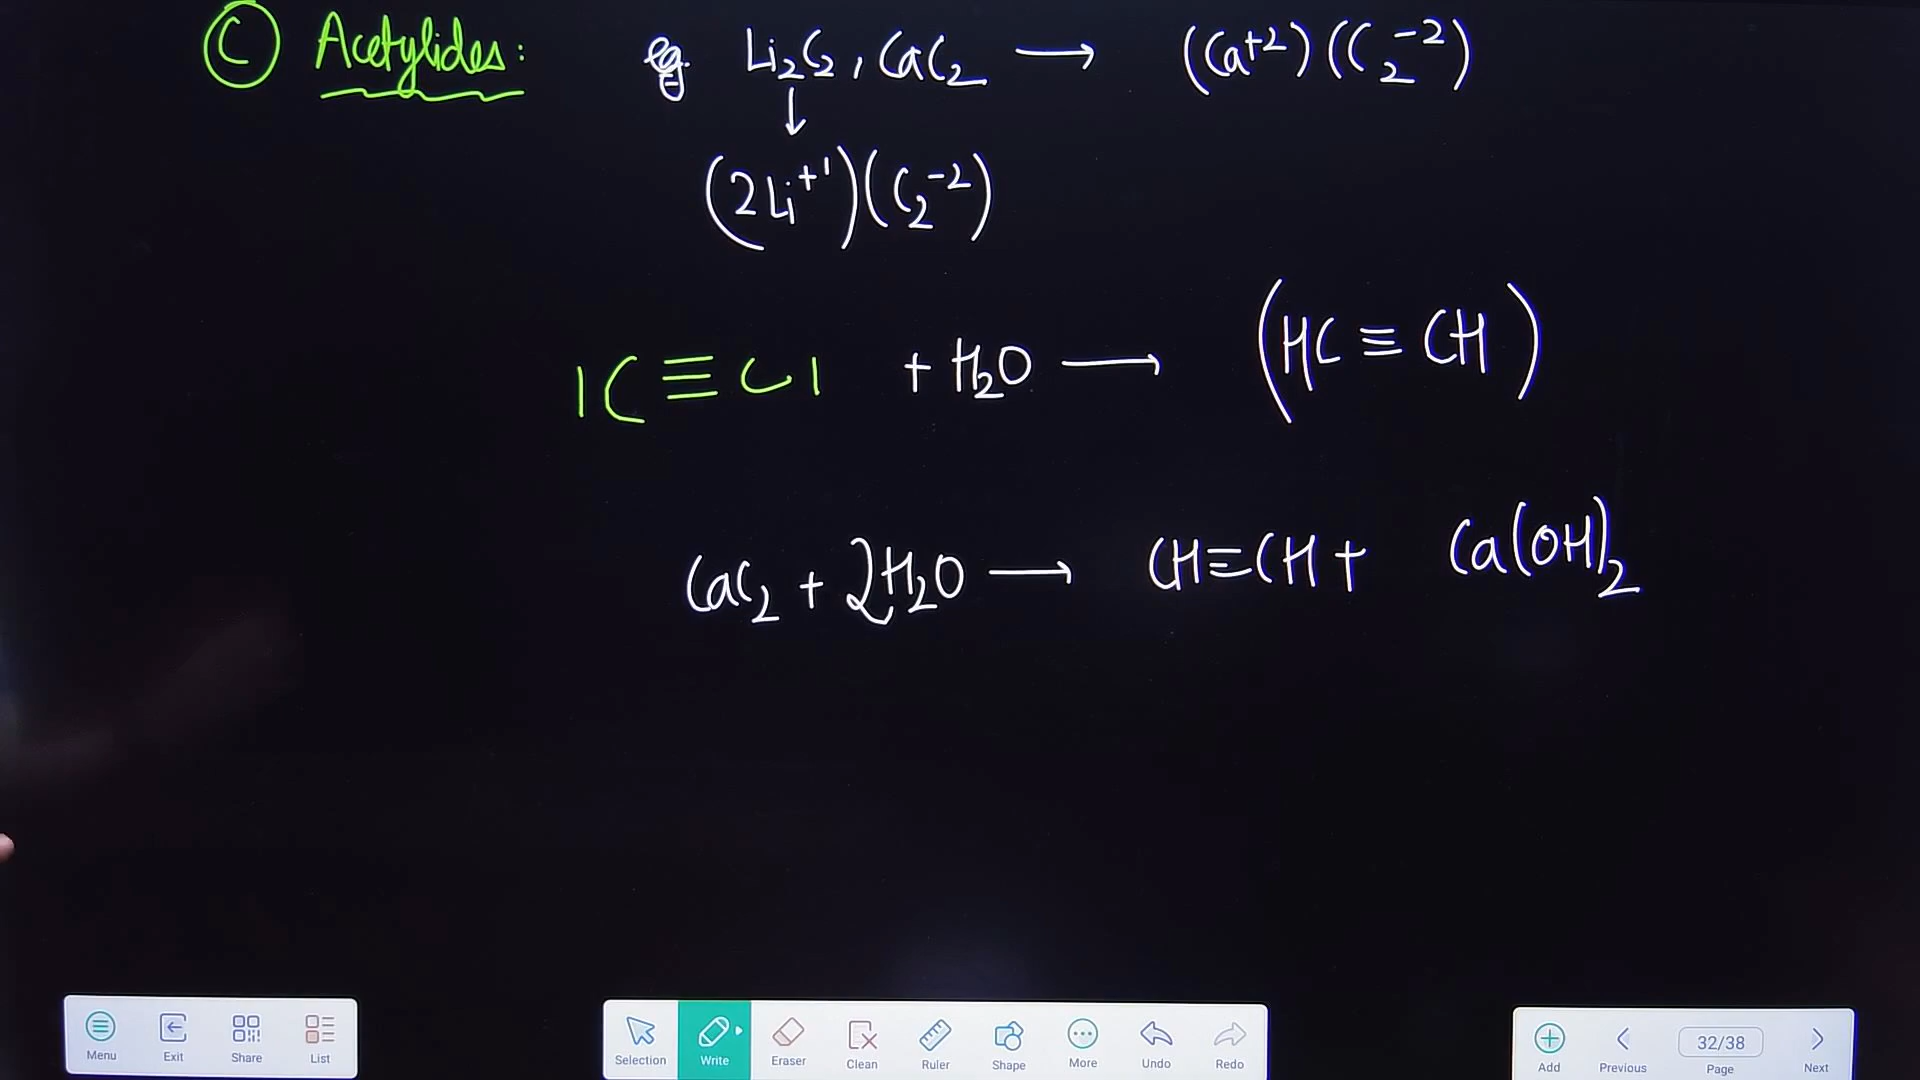 (C) Acetylides: eg. Li₂C₂, CaC₂ → (Ca⁺²)(C₂⁻²)
↓
(2Li⁺¹)(C₂⁻²)
|C≡C| + H₂O → (HC≡CH)
CaC₂ + 2H₂O → CH≡CH + Ca(OH)₂
Menu Exit Share List Selection Write Eraser Clean Ruler Shape More Undo Redo Add Previous 32/38 Page Next